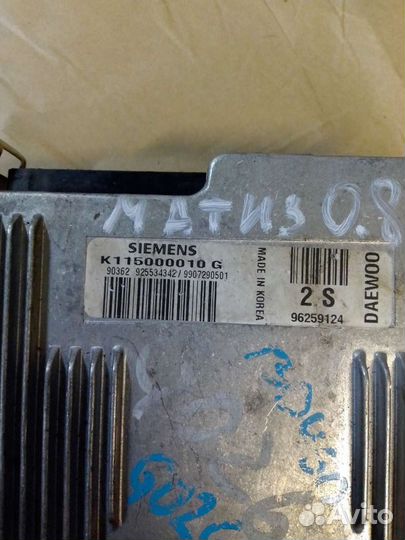 МАТИЗ 0.8
SIEMENS
K115000010 G
90362 925534342 / 9907290501
MADE IN KOREA
2 S
96259124
DAEWOO
Avito